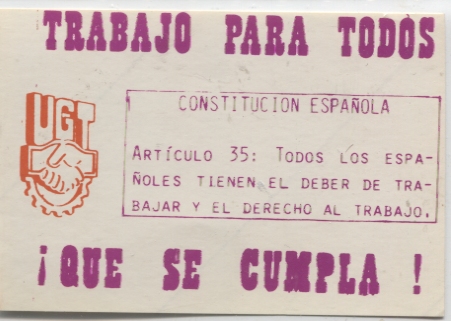 TRABAJO PARA TODOS
UGT
CONSTITUCION ESPAÑOLA
ARTÍCULO 35: TODOS LOS ESPA-
ÑOLES TIENEN EL DEBER DE TRA-
BAJAR Y EL DERECHO AL TRABAJO.
¡QUE SE CUMPLA!